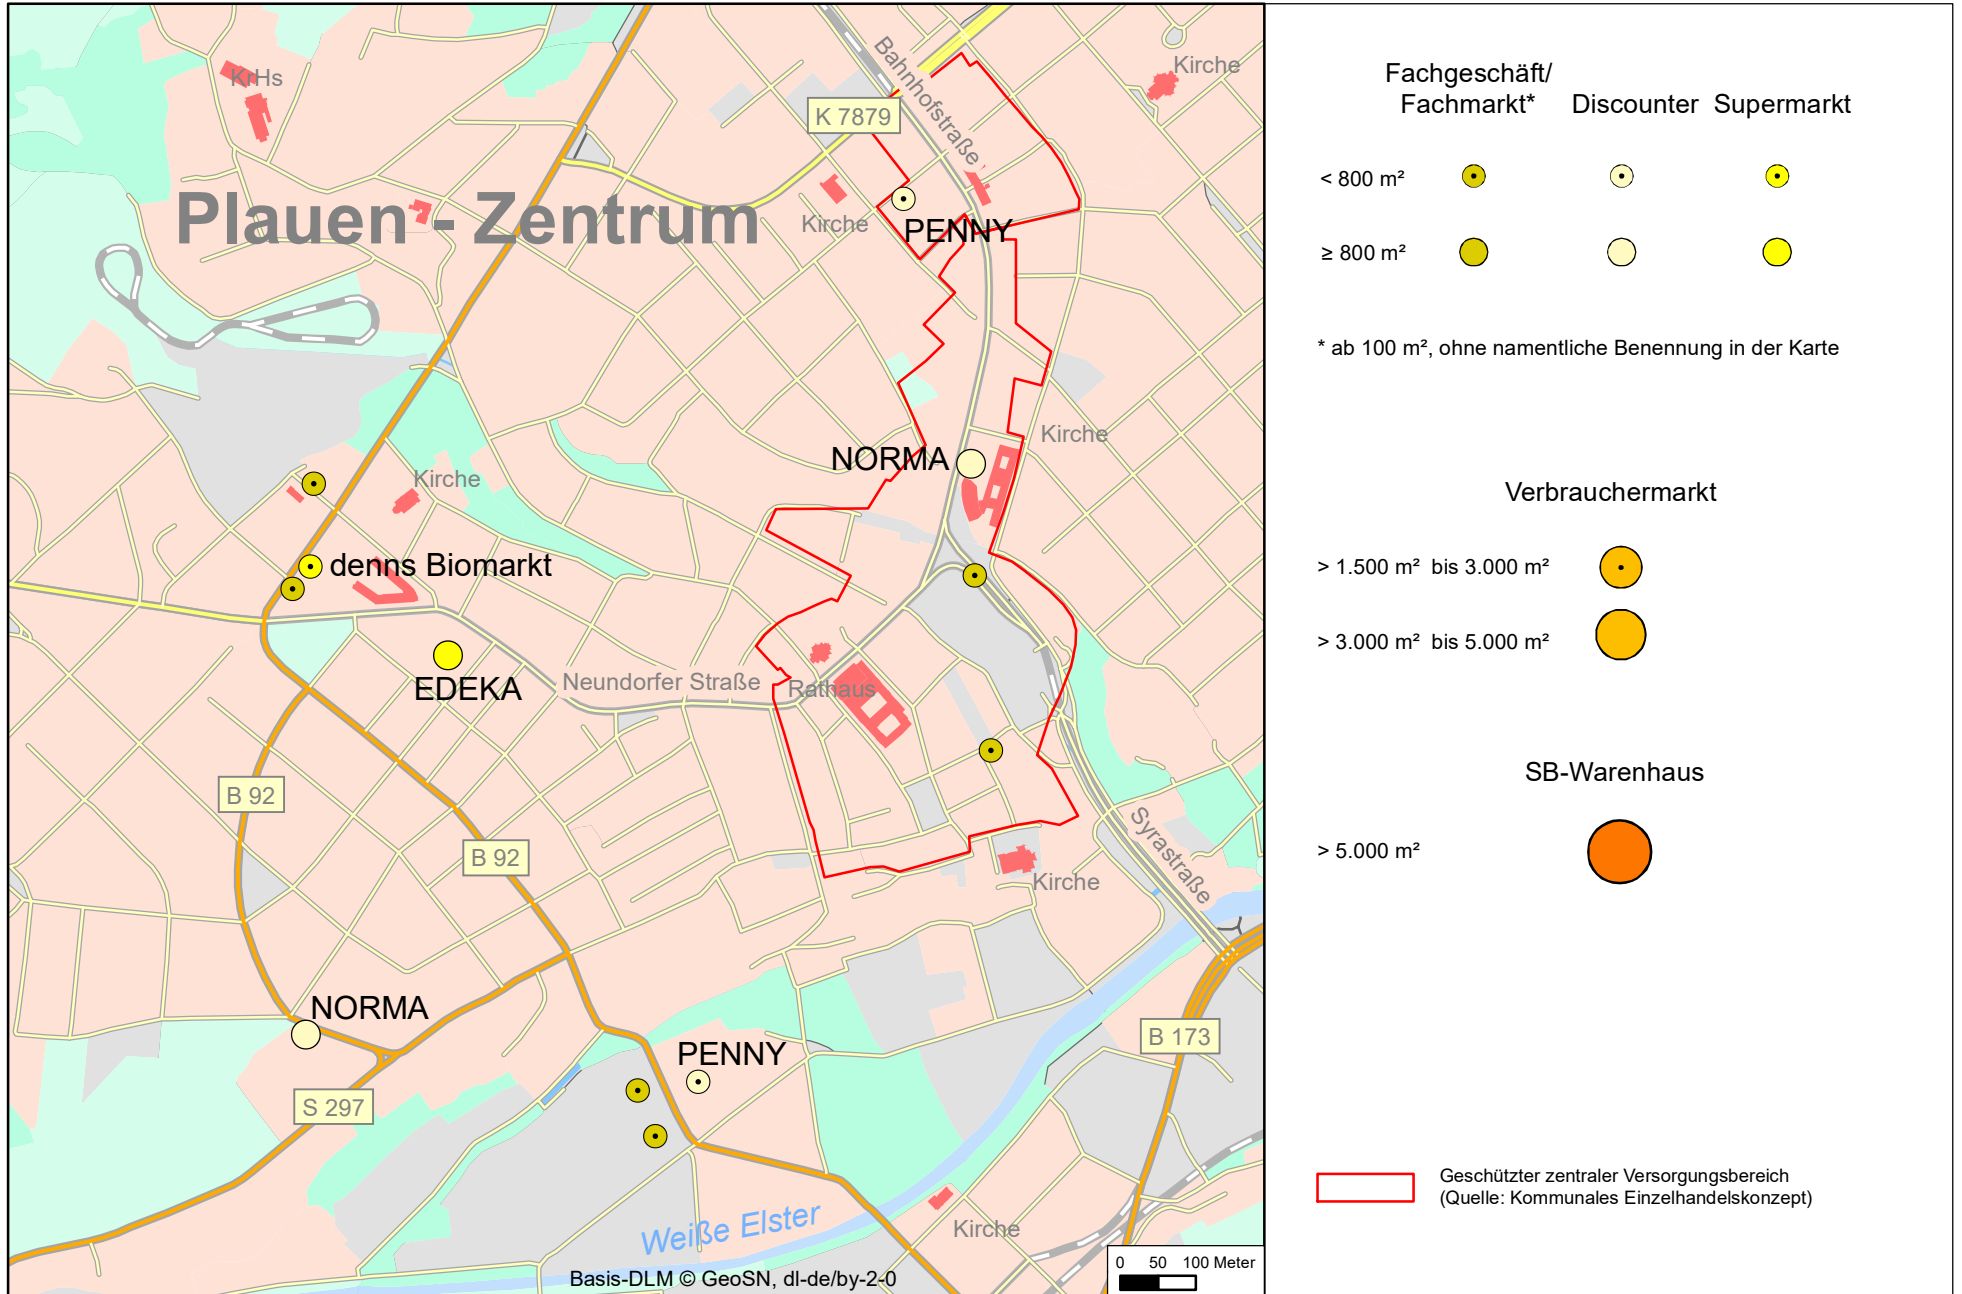 KrHs
Bahnhofstraße
Kirche
K 7879
Plauen - Zentrum
Kirche
PENNY
Kirche
NORMA
Kirche
denns Biomarkt
EDEKA
Neundorfer Straße
Rathaus
B 92
B 92
Syrastraße
Kirche
NORMA
PENNY
B 173
S 297
Weiße Elster
Kirche
Basis-DLM © GeoSN, dl-de/by-2-0
0 50 100 Meter
Fachgeschäft/
Fachmarkt* Discounter Supermarkt
< 800 m²
≥ 800 m²
* ab 100 m², ohne namentliche Benennung in der Karte
Verbrauchermarkt
> 1.500 m² bis 3.000 m²
> 3.000 m² bis 5.000 m²
SB-Warenhaus
> 5.000 m²
Geschützter zentraler Versorgungsbereich
(Quelle: Kommunales Einzelhandelskonzept)